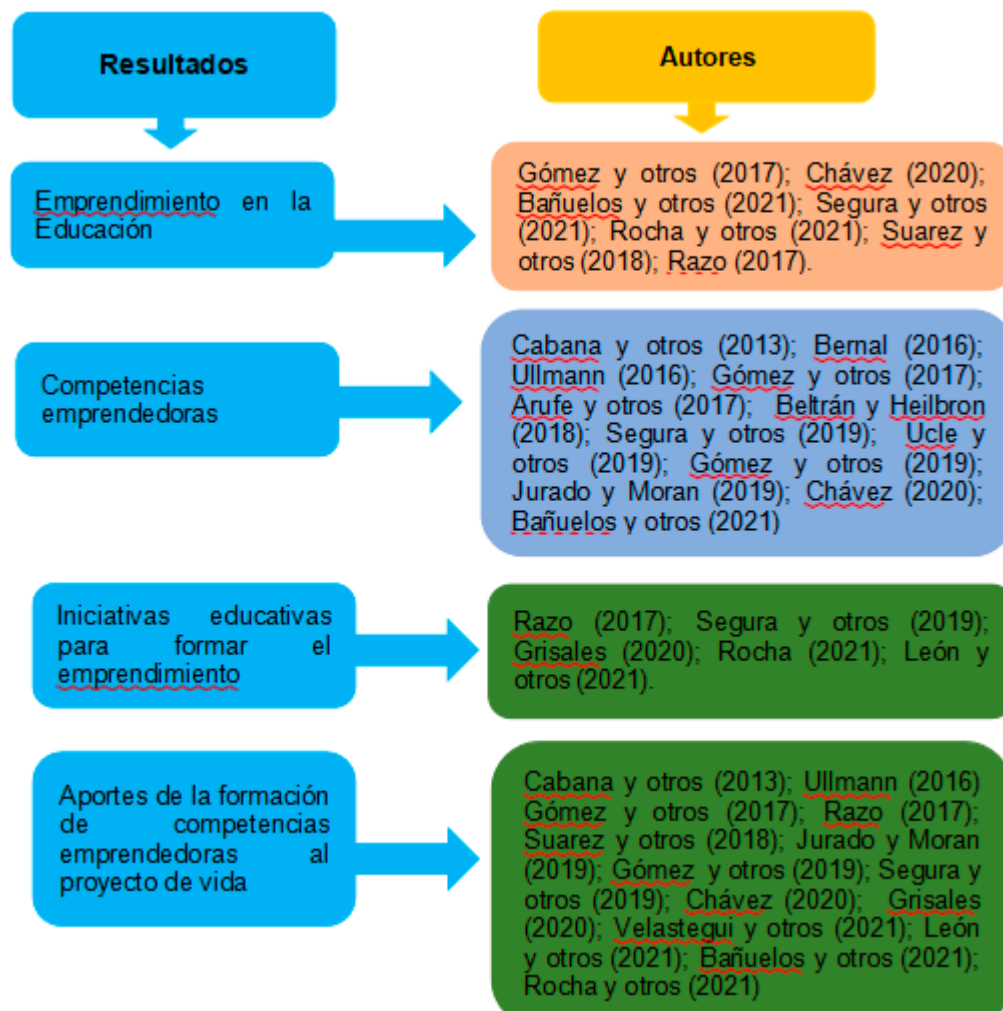 Resultados
Autores
Emprendimiento en la
Educación
Gómez y otros (2017); Chávez (2020);
Bañuelos y otros (2021); Segura y otros
(2021); Rocha y otros (2021); Suarez y
otros (2018); Razo (2017).
Competencias
emprendedoras
Cabana y otros (2013); Bernal (2016);
Ullmann (2016); Gómez y otros (2017);
Arufe y otros (2017); Beltrán y Heilbron
(2018); Segura y otros (2019); Ucle y
otros (2019); Gómez y otros (2019);
Jurado y Moran (2019); Chávez (2020);
Bañuelos y otros (2021)
Iniciativas educativas
para formar el
emprendimiento
Razo (2017); Segura y otros (2019);
Grisales (2020); Rocha (2021); León y
otros (2021).
Aportes de la formación
de competencias
emprendedoras al
proyecto de vida
Cabana y otros (2013); Ullmann (2016)
Gómez y otros (2017); Razo (2017);
Suarez y otros (2018); Jurado y Moran
(2019); Gómez y otros (2019); Segura y
otros (2019); Chávez (2020); Grisales
(2020); Velastegui y otros (2021); León
y otros (2021); Bañuelos y otros (2021);
Rocha y otros (2021)